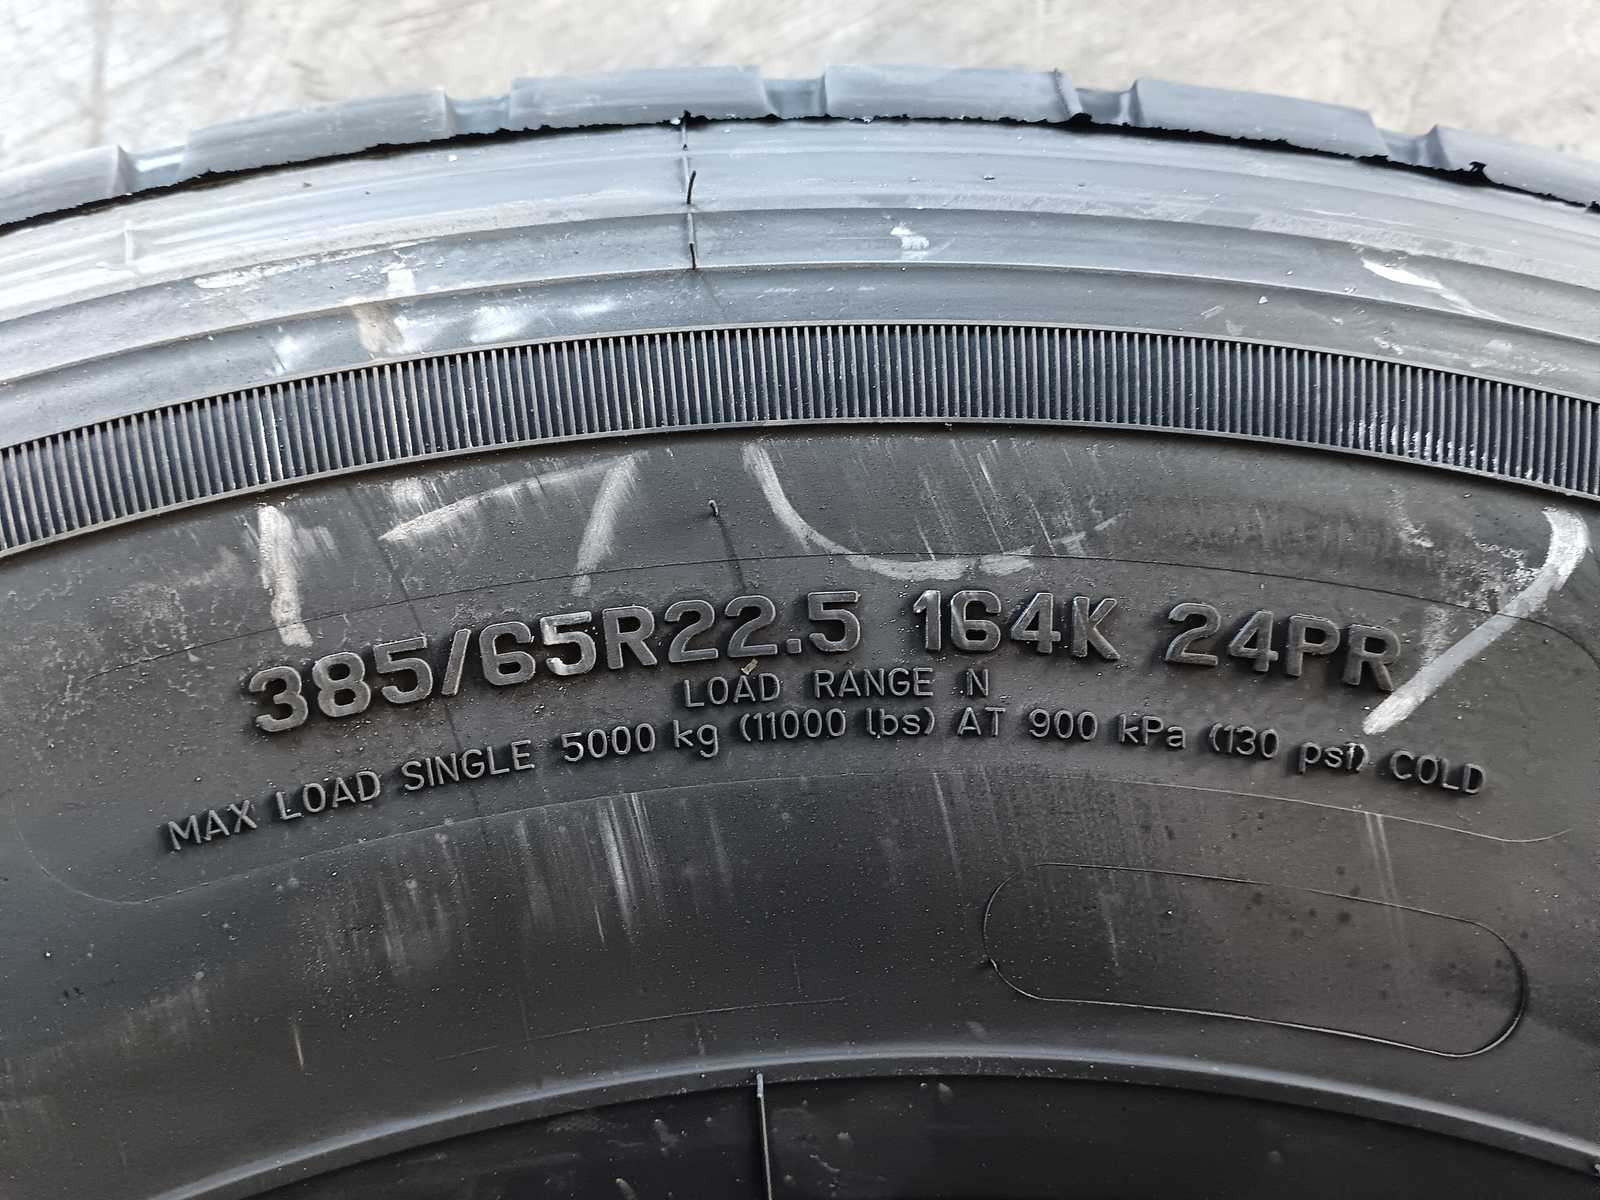 385/65R22.5 164K 24PR
LOAD RANGE N
MAX LOAD SINGLE 5000 kg (11000 lbs) AT 900 kPa (130 psi) COLD